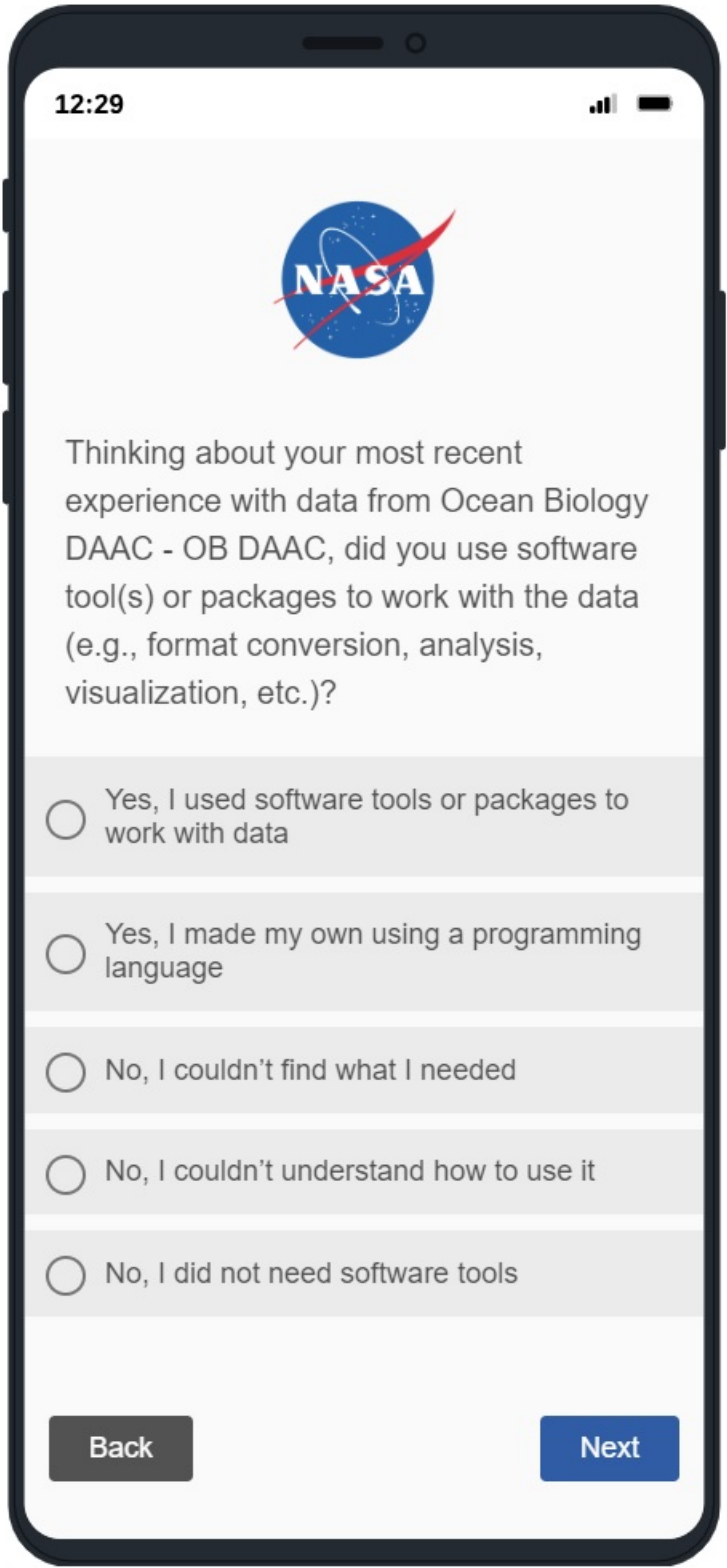 12:29
NASA
Thinking about your most recent
experience with data from Ocean Biology
DAAC - OB DAAC, did you use software
tool(s) or packages to work with the data
(e.g., format conversion, analysis,
visualization, etc.)?
Yes, I used software tools or packages to
work with data
Yes, I made my own using a programming
language
No, I couldn’t find what I needed
No, I couldn’t understand how to use it
No, I did not need software tools
Back
Next